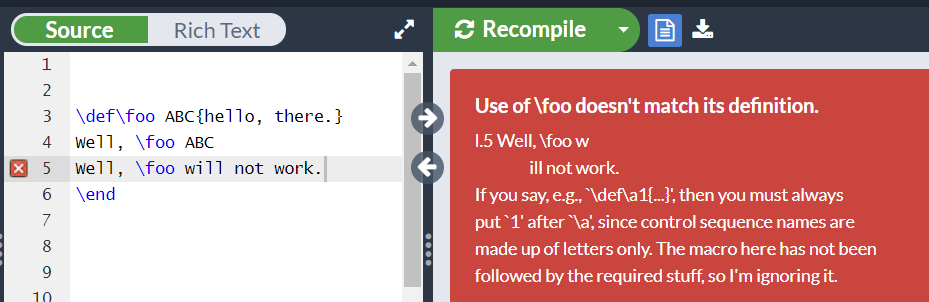 Source Rich Text
Recompile
1
2
3 \def\foo ABC{hello, there.}
4 Well, \foo ABC
5 Well, \foo will not work.
6 \end
7
8
9
10
Use of \foo doesn't match its definition.
l.5 Well, \foo w
ill not work.
If you say, e.g., `\def\a1{...}', then you must always
put `1' after `\a', since control sequence names are
made up of letters only. The macro here has not been
followed by the required stuff, so I'm ignoring it.